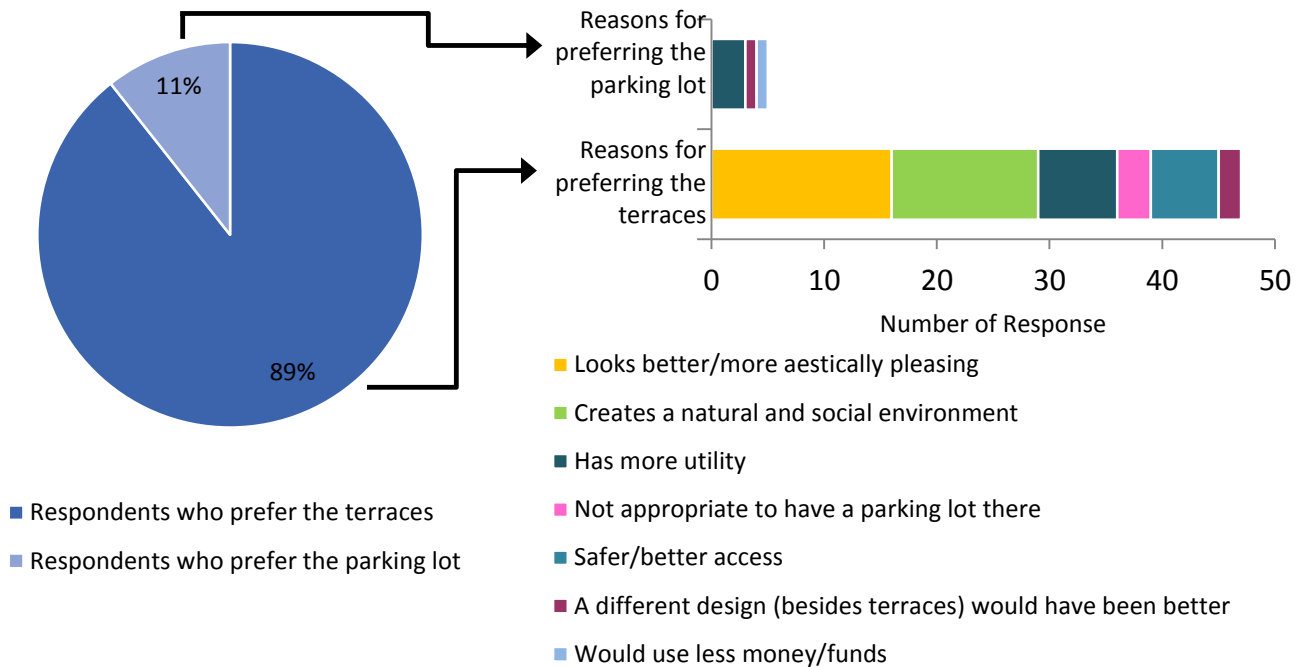 11%
89%
Respondents who prefer the terraces
Respondents who prefer the parking lot
Reasons for
preferring the
parking lot
Reasons for
preferring the
terraces
0 10 20 30 40 50
Number of Response
Looks better/more aestically pleasing
Creates a natural and social environment
Has more utility
Not appropriate to have a parking lot there
Safer/better access
A different design (besides terraces) would have been better
Would use less money/funds